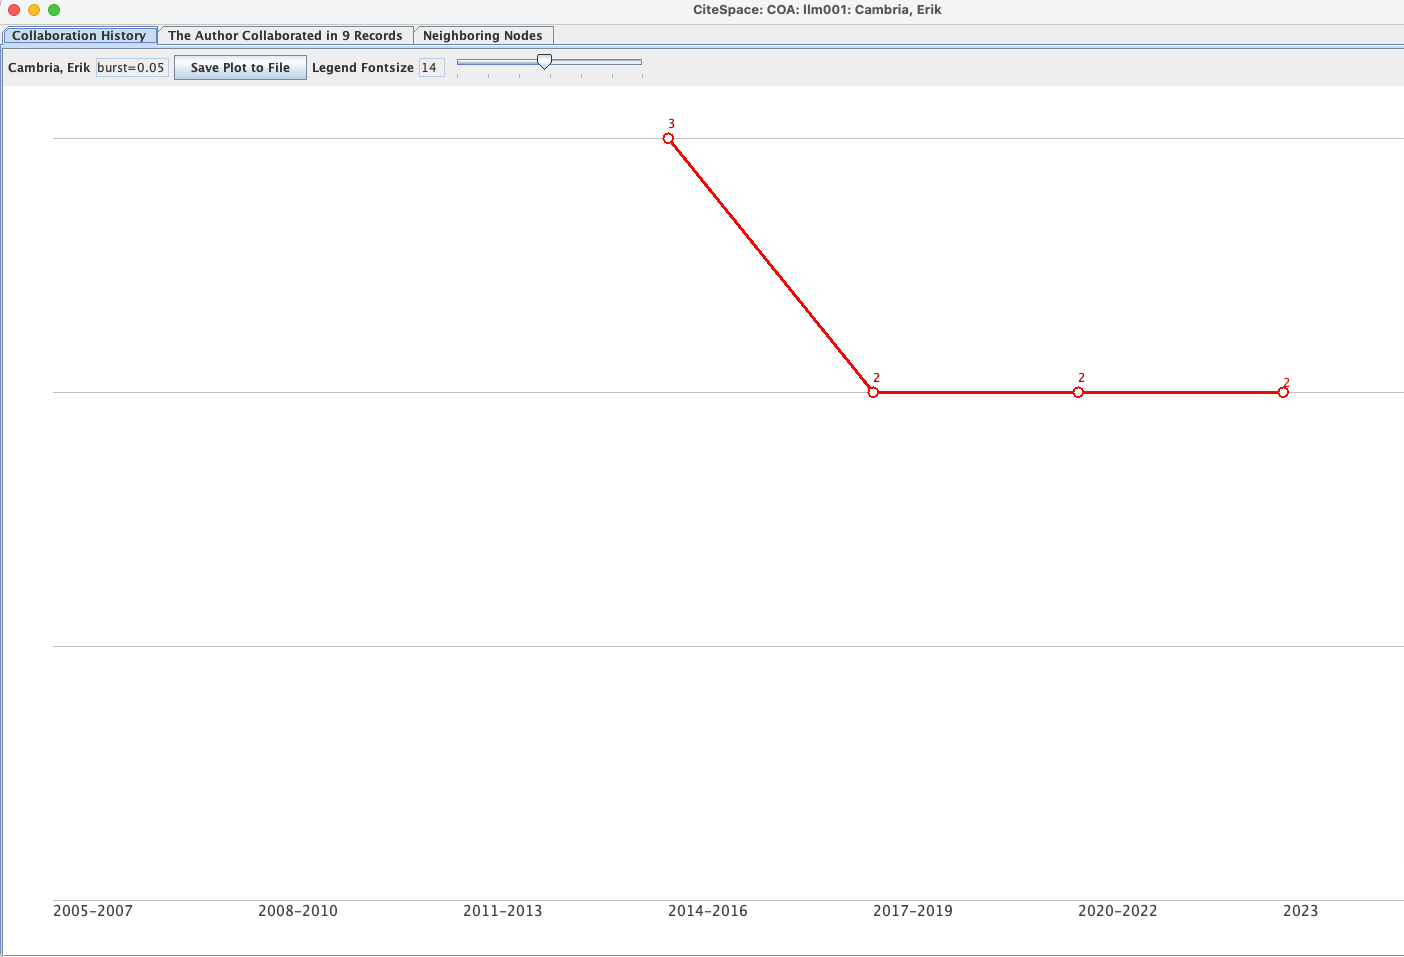 CiteSpace: COA: llm001: Cambria, Erik
Collaboration History The Author Collaborated in 9 Records Neighboring Nodes
Cambria, Erik burst=0.05 Save Plot to File Legend Fontsize 14
3
2 2 2
2005–2007 2008–2010 2011–2013 2014–2016 2017–2019 2020–2022 2023